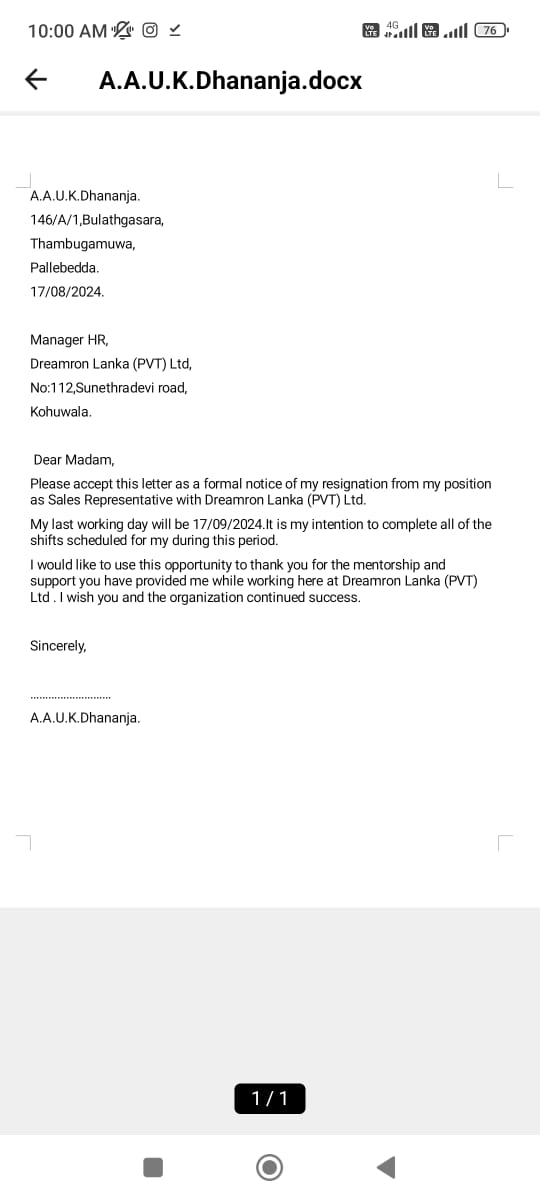 10:00 AM
Vo LTE 4G Vo LTE 76
A.A.U.K.Dhananja.docx
A.A.U.K.Dhananja.
146/A/1,Bulathgasara,
Thambugamuwa,
Pallebedda.
17/08/2024.
Manager HR,
Dreamron Lanka (PVT) Ltd,
No:112,Sunethradevi road,
Kohuwala.
Dear Madam,
Please accept this letter as a formal notice of my resignation from my position
as Sales Representative with Dreamron Lanka (PVT) Ltd.
My last working day will be 17/09/2024.It is my intention to complete all of the
shifts scheduled for my during this period.
I would like to use this opportunity to thank you for the mentorship and
support you have provided me while working here at Dreamron Lanka (PVT)
Ltd . I wish you and the organization continued success.
Sincerely,
...........................
A.A.U.K.Dhananja.
1 / 1